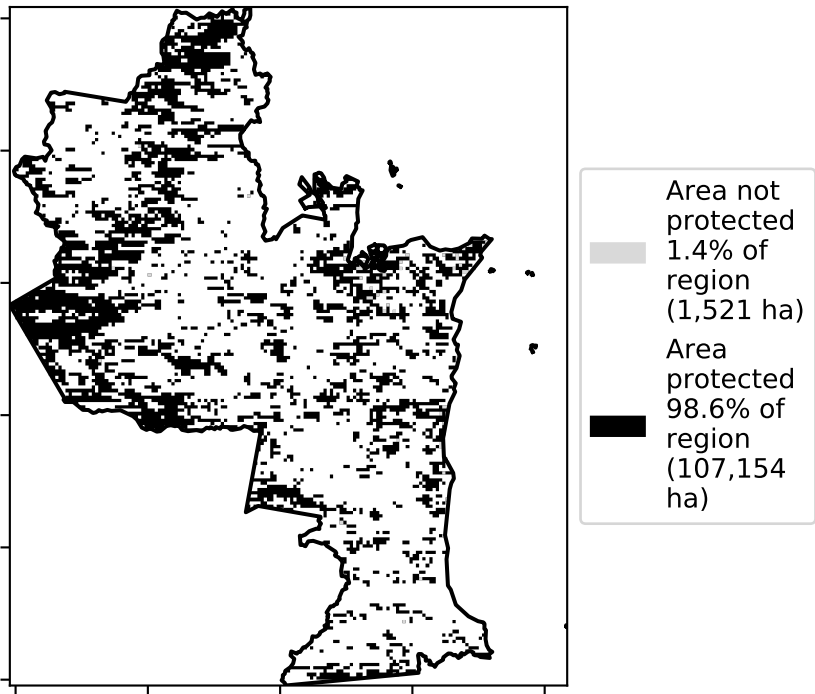 Area not
protected
1.4% of
region
(1,521 ha)
Area
protected
98.6% of
region
(107,154
ha)